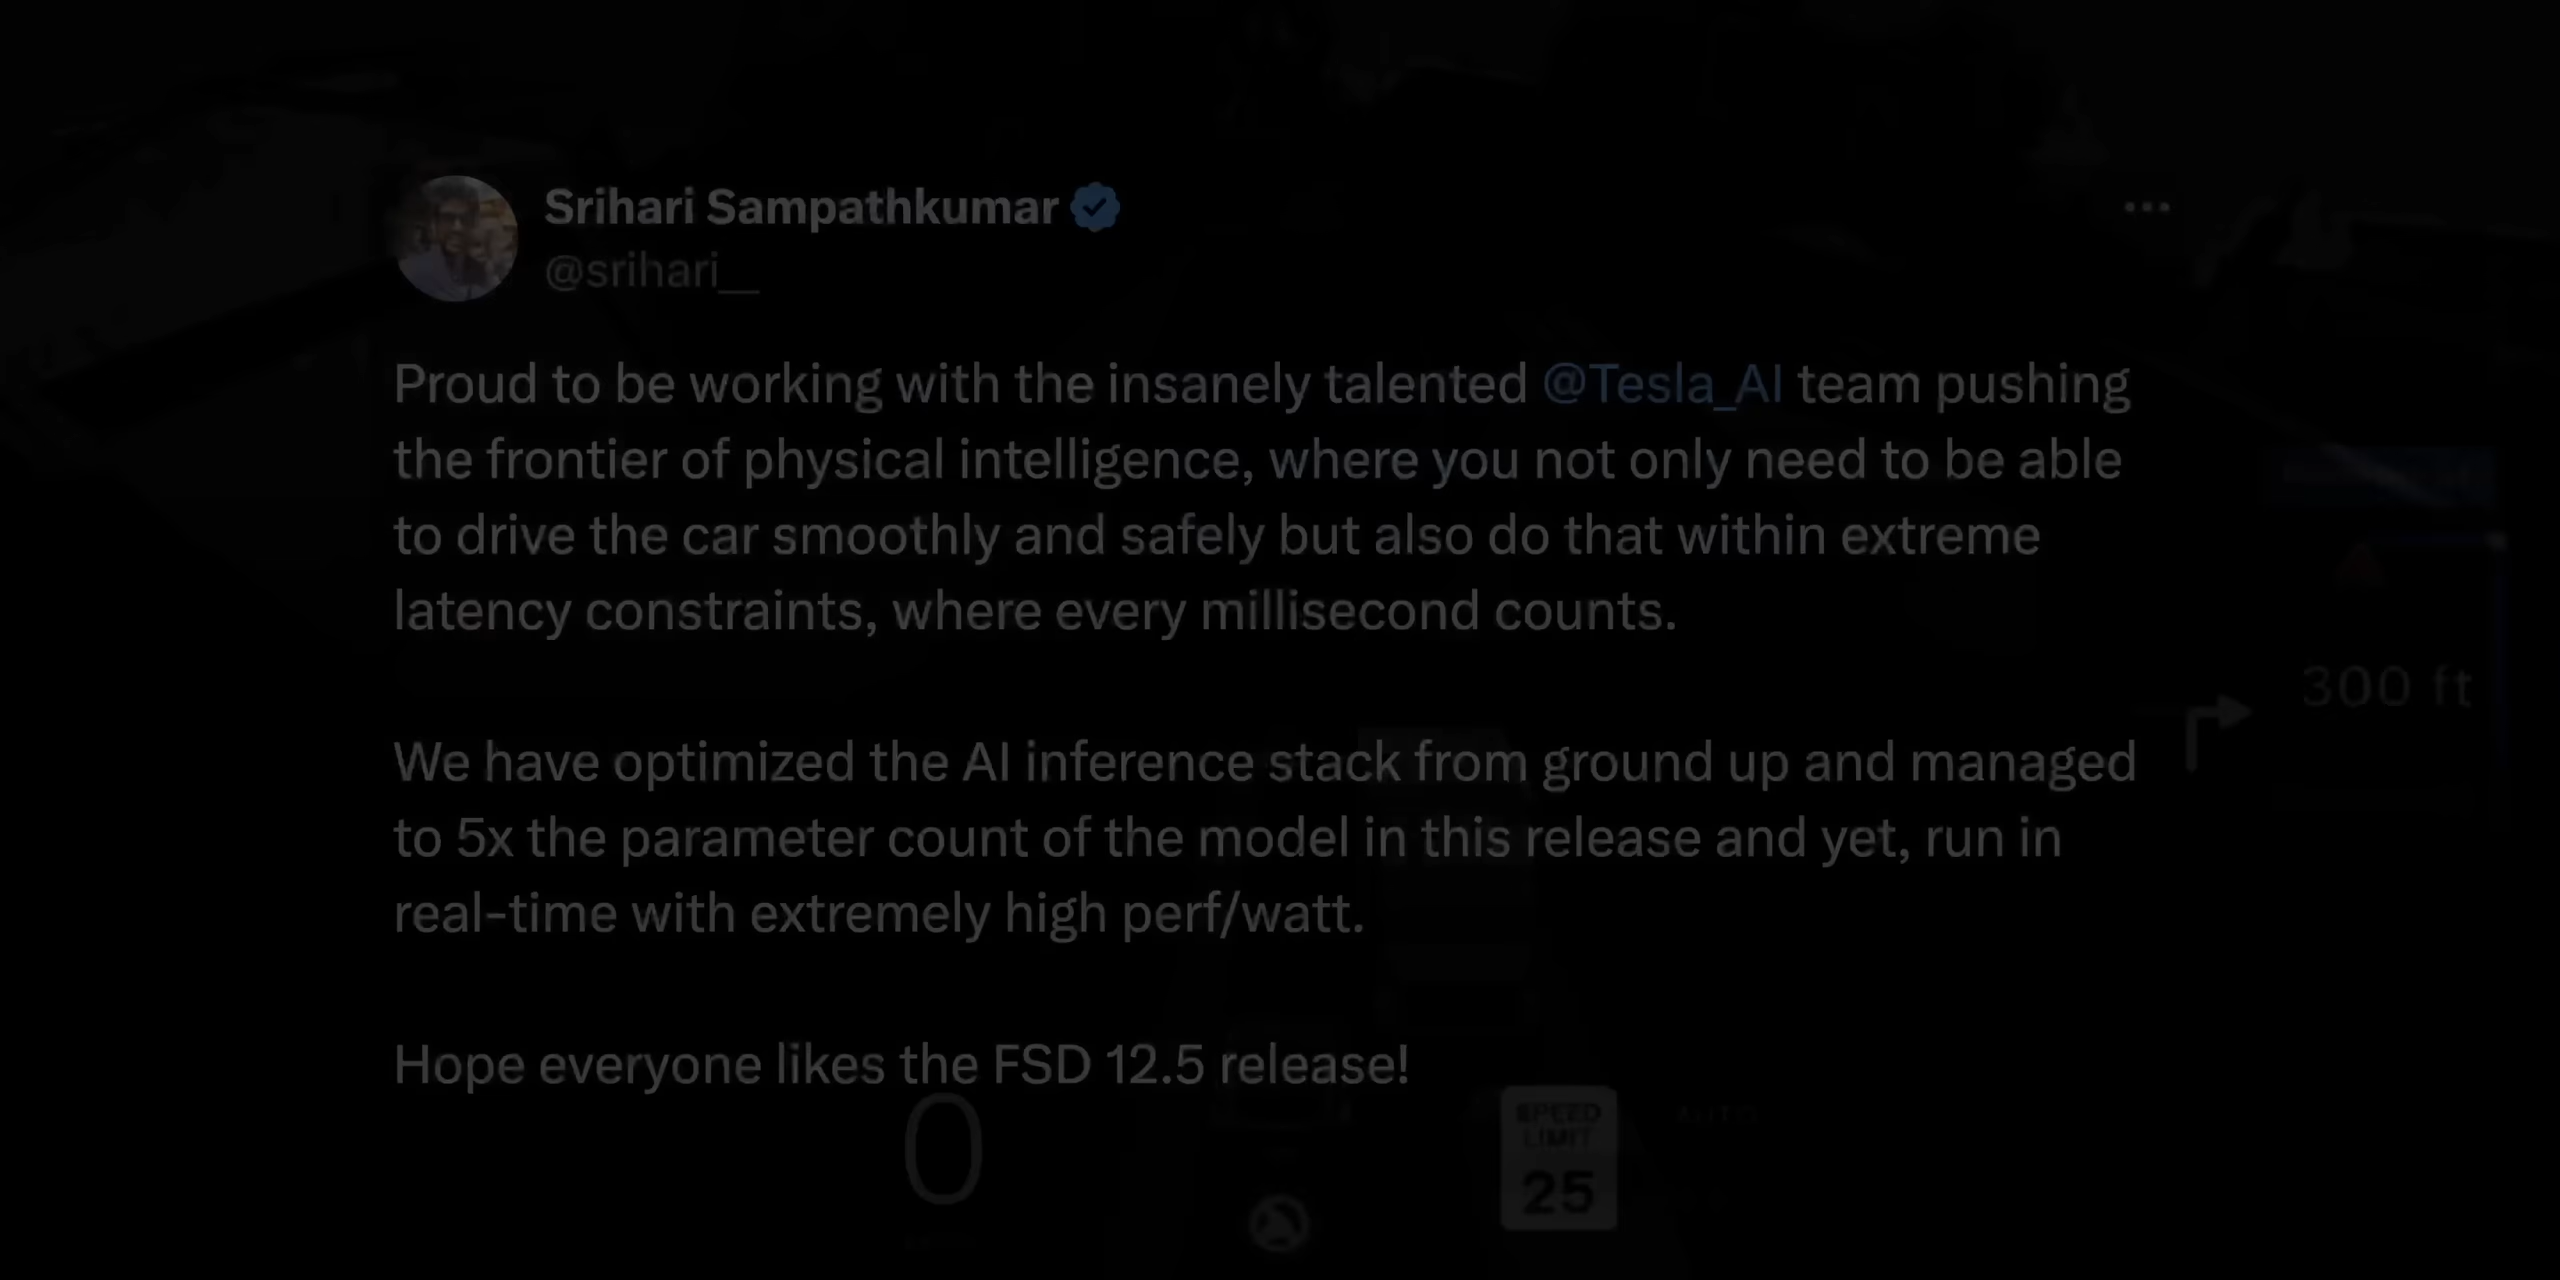 Srihari Sampathkumar
@srihari__
Proud to be working with the insanely talented @Tesla_AI team pushing
the frontier of physical intelligence, where you not only need to be able
to drive the car smoothly and safely but also do that within extreme
latency constraints, where every millisecond counts.
300 ft
We have optimized the AI inference stack from ground up and managed
to 5x the parameter count of the model in this release and yet, run in
real-time with extremely high perf/watt.
Hope everyone likes the FSD 12.5 release!
0
SPEED
LIMIT
25
AUTO